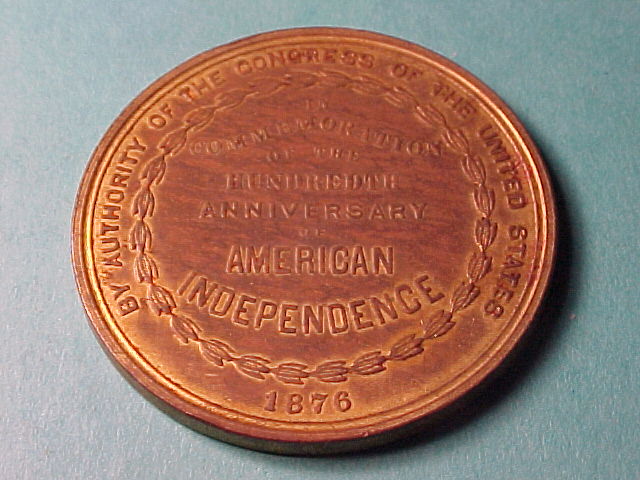 BY AUTHORITY OF THE CONGRESS OF THE UNITED STATES
IN
COMMEMORATION
OF THE
HUNDREDTH
ANNIVERSARY
OF
AMERICAN
INDEPENDENCE
1876